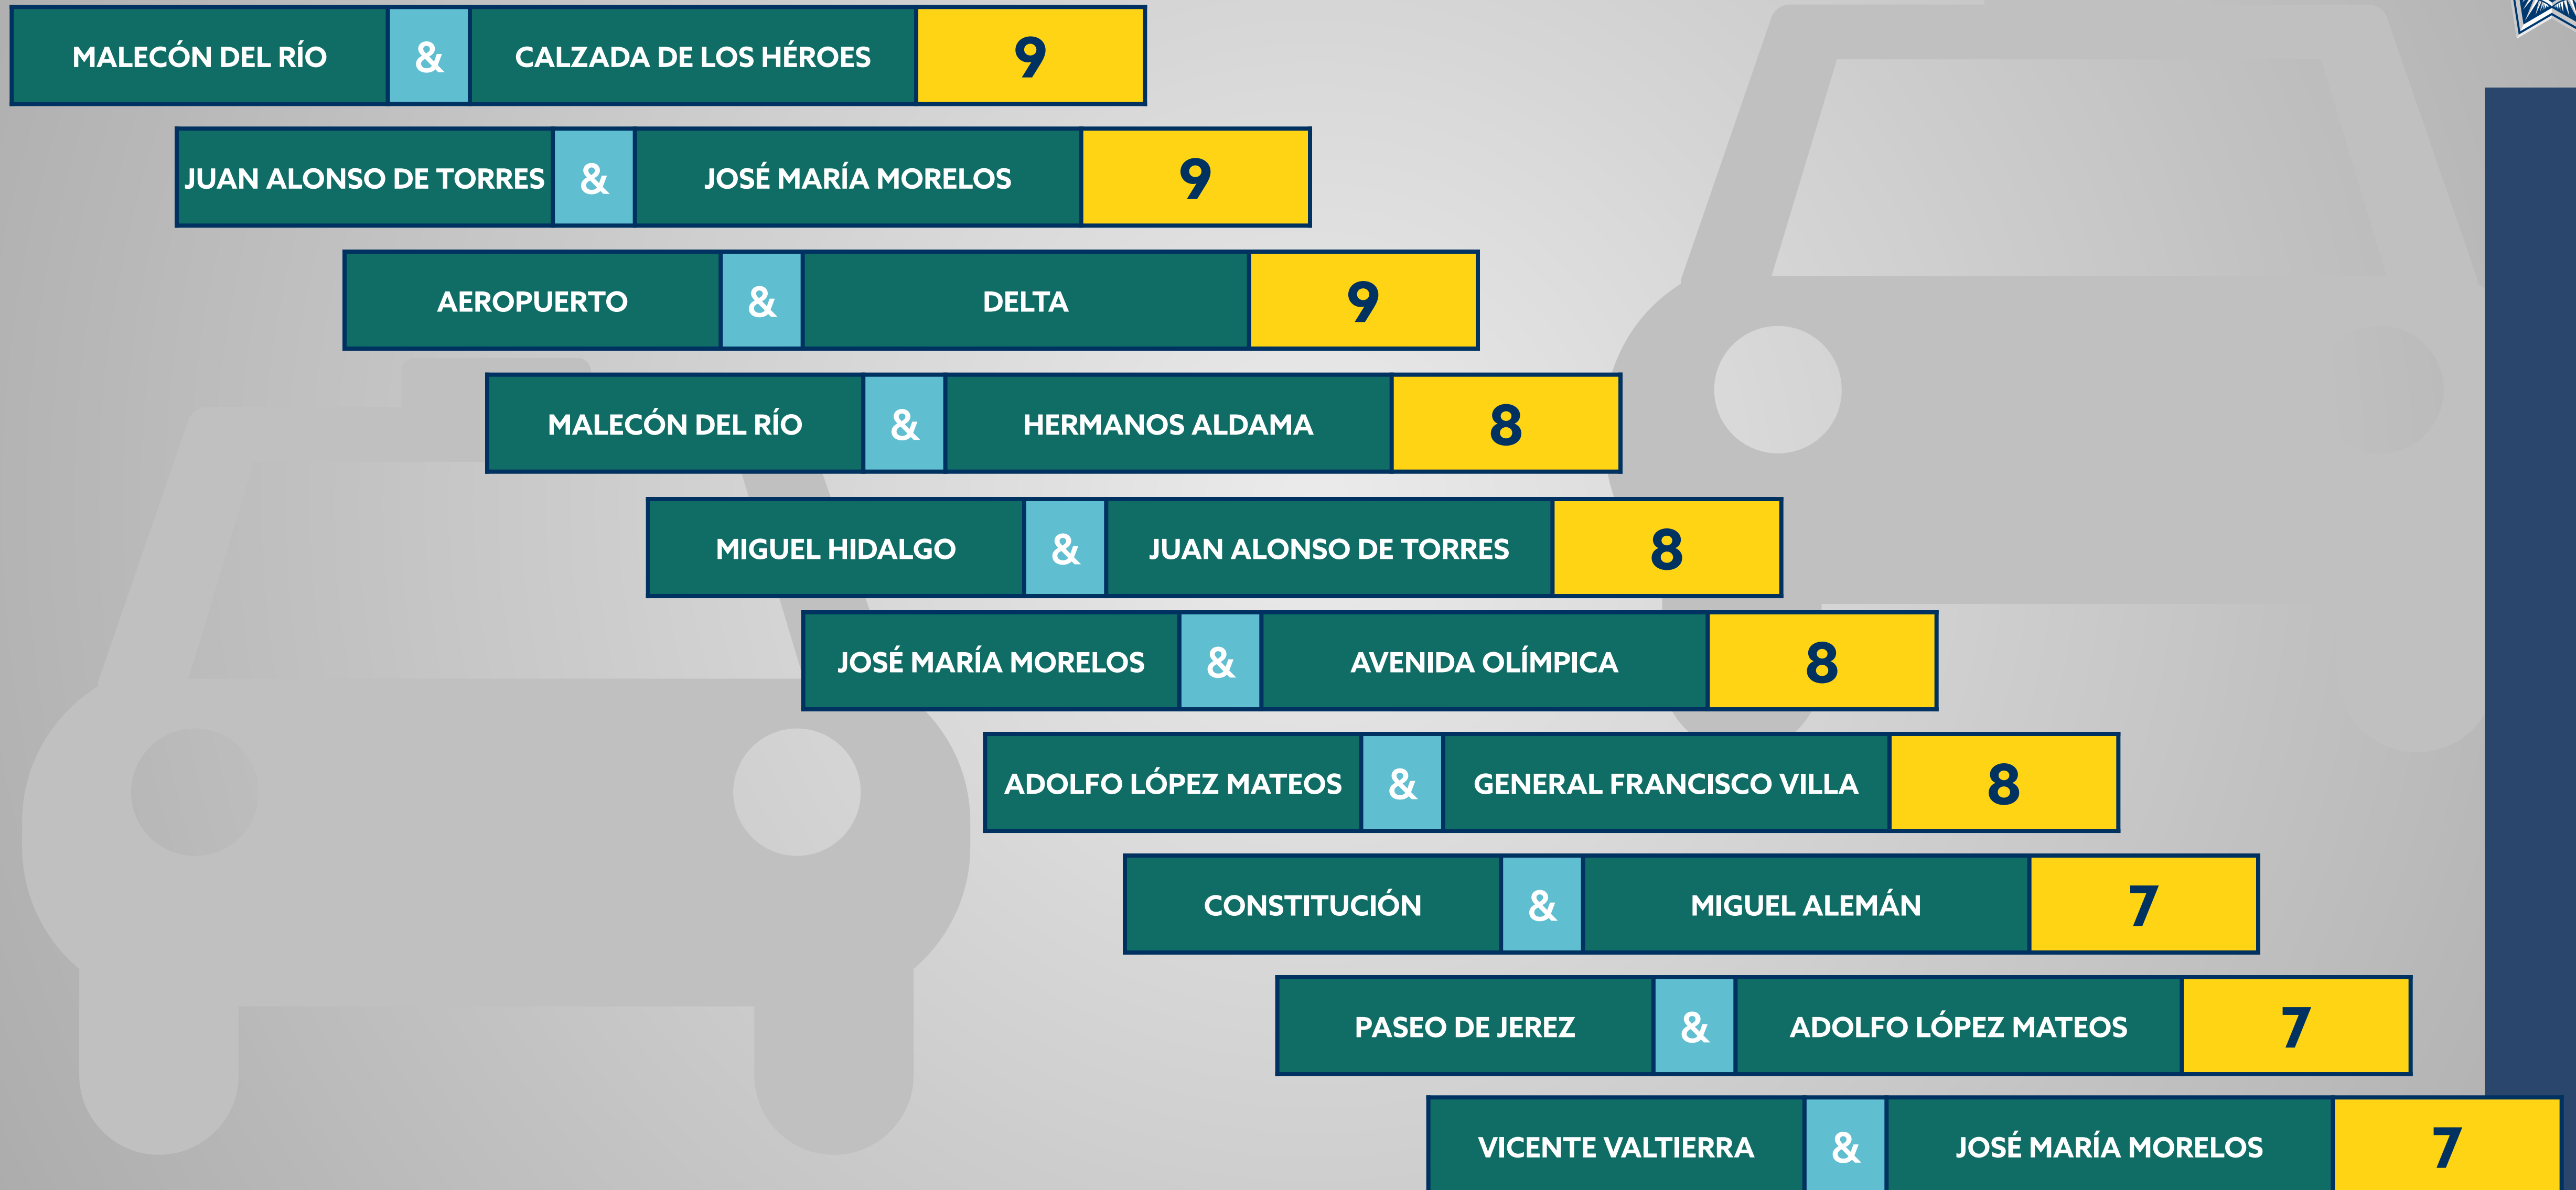 MALECÓN DEL RÍO & CALZADA DE LOS HÉROES 9
JUAN ALONSO DE TORRES & JOSÉ MARÍA MORELOS 9
AEROPUERTO & DELTA 9
MALECÓN DEL RÍO & HERMANOS ALDAMA 8
MIGUEL HIDALGO & JUAN ALONSO DE TORRES 8
JOSÉ MARÍA MORELOS & AVENIDA OLÍMPICA 8
ADOLFO LÓPEZ MATEOS & GENERAL FRANCISCO VILLA 8
CONSTITUCIÓN & MIGUEL ALEMÁN 7
PASEO DE JEREZ & ADOLFO LÓPEZ MATEOS 7
VICENTE VALTIERRA & JOSÉ MARÍA MORELOS 7